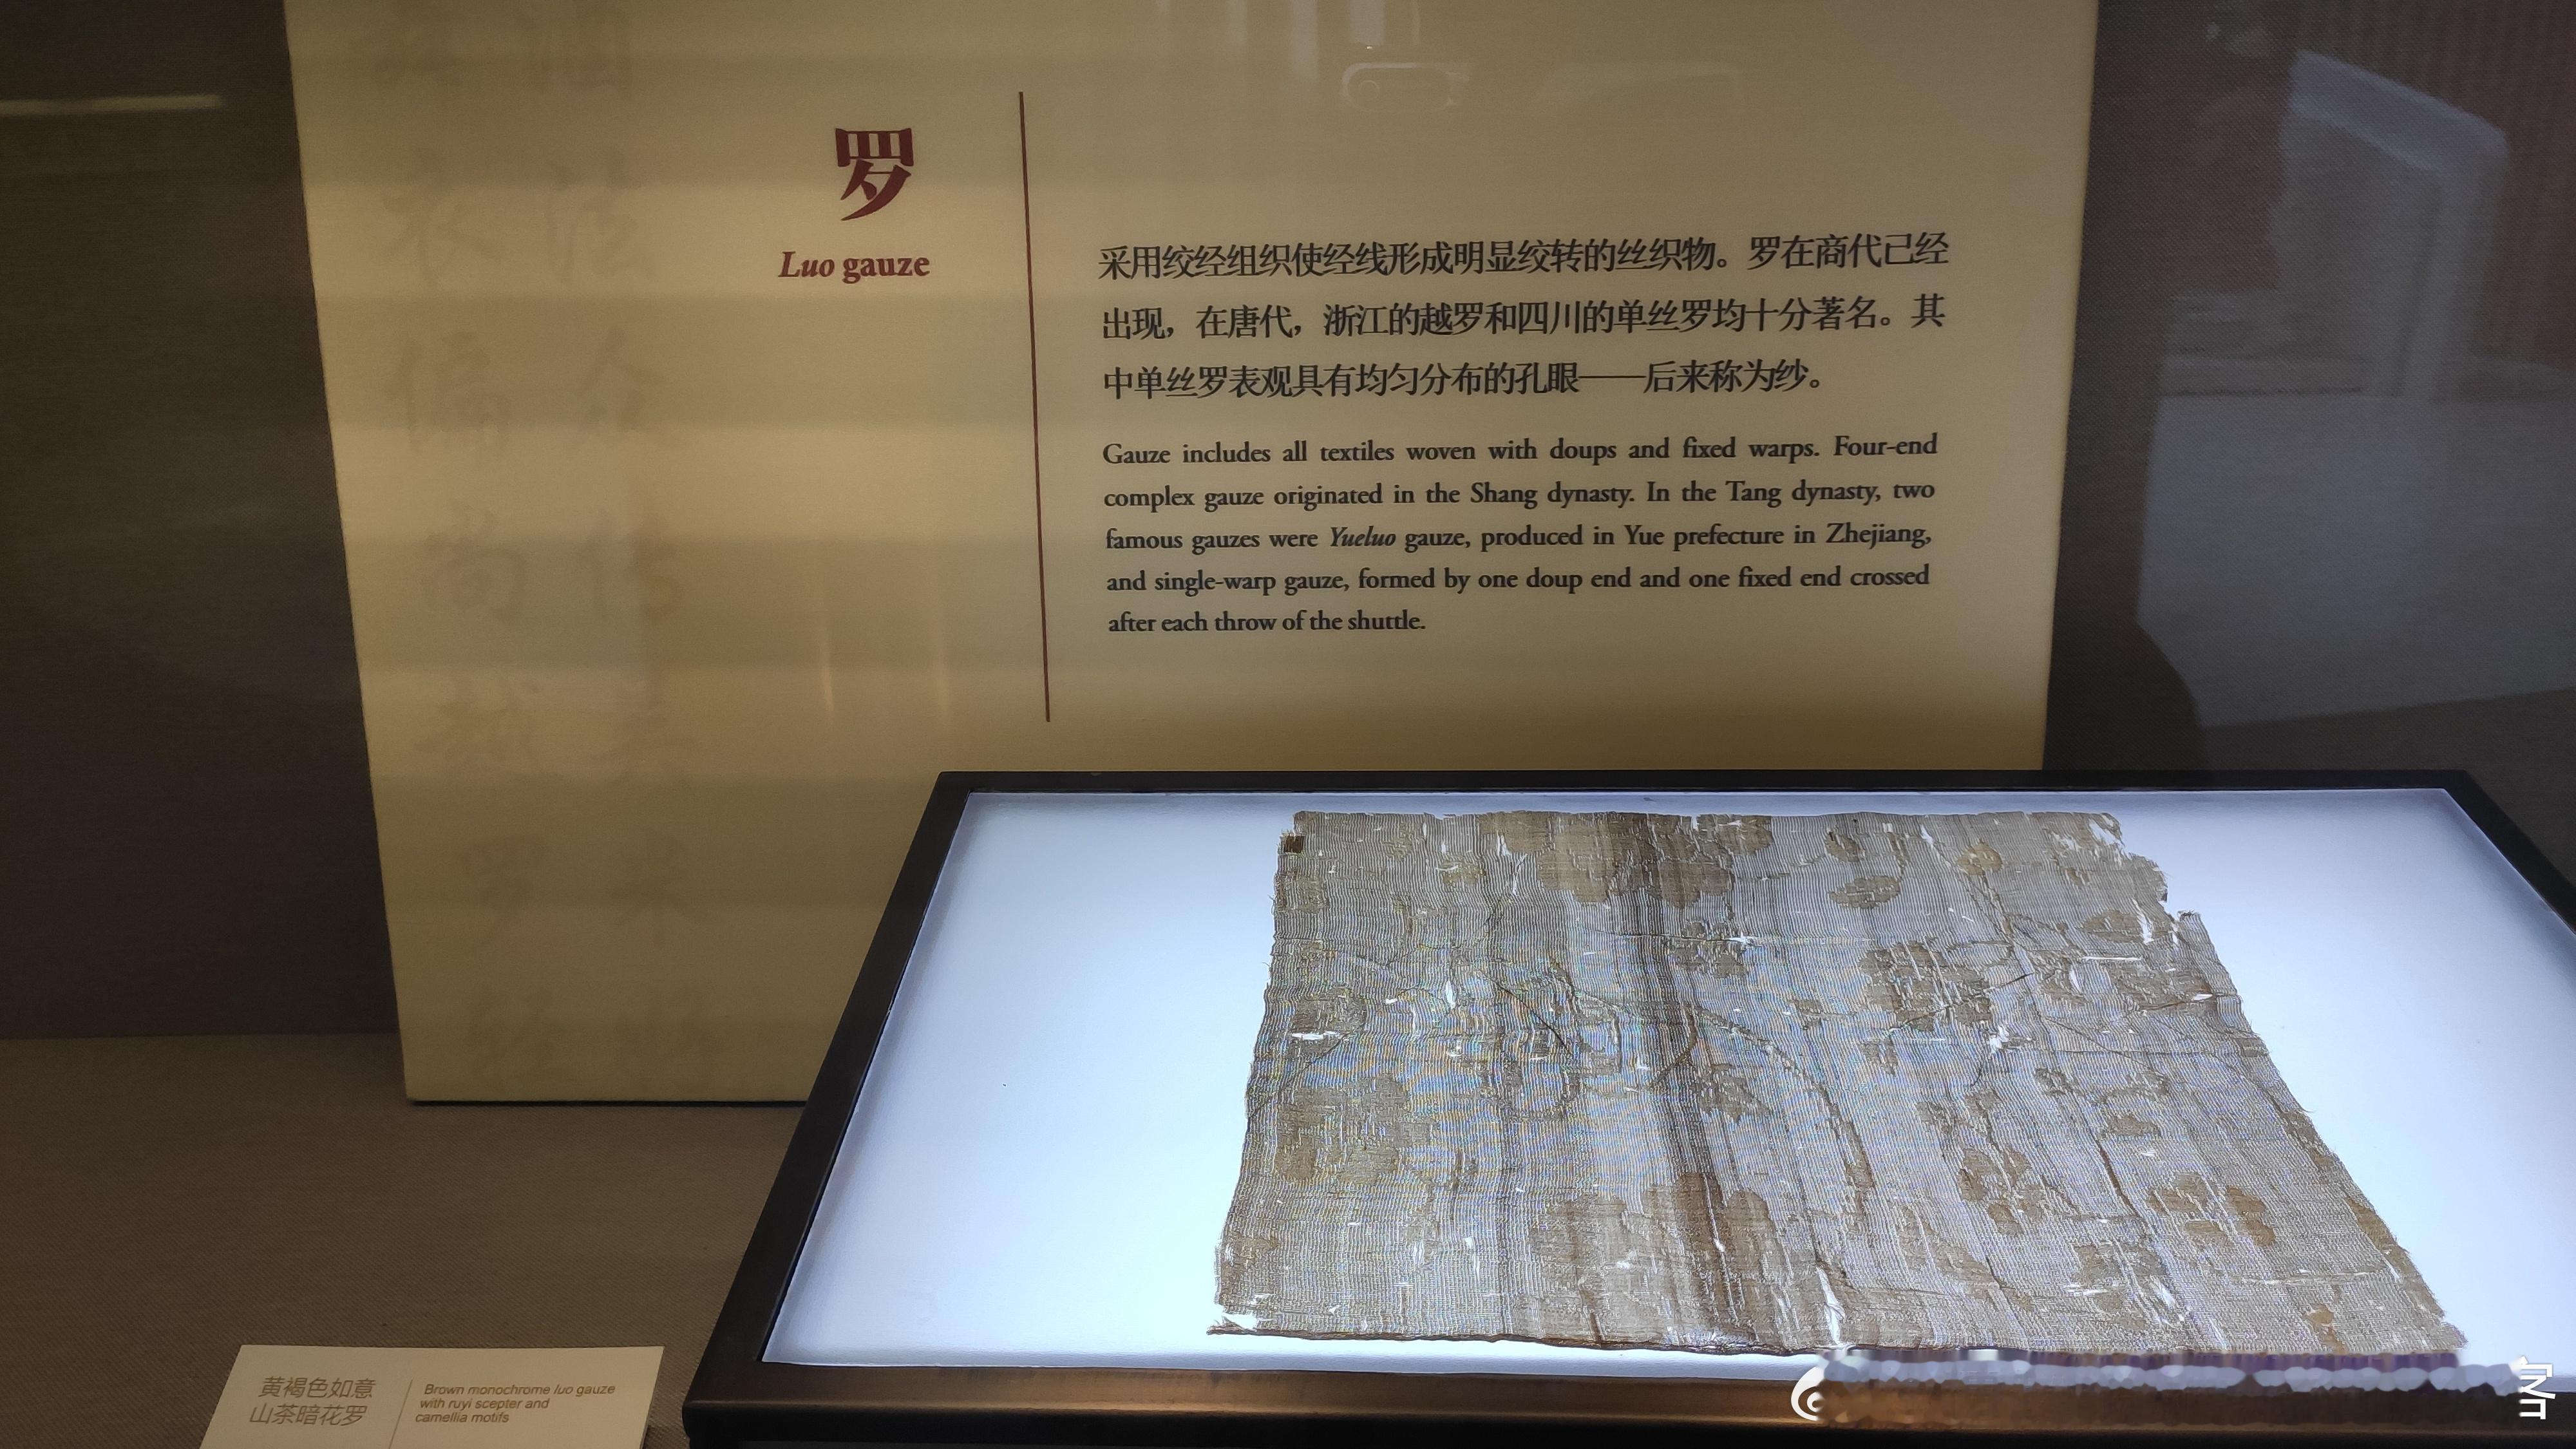 罗
Luo gauze
采用绞经组织使经线形成明显绞转的丝织物。罗在商代已经
出现，在唐代，浙江的越罗和四川的单丝罗均十分著名。其
中单丝罗表观具有均匀分布的孔眼——后来称为纱。
Gauze includes all textiles woven with doups and fixed warps. Four-end
complex gauze originated in the Shang dynasty. In the Tang dynasty, two
famous gauzes were Yueluo gauze, produced in Yue prefecture in Zhejiang,
and single-warp gauze, formed by one doup end and one fixed end crossed
after each throw of the shuttle.
黄褐色如意
山茶暗花罗
Brown monochrome luo gauze
with ruyi scepter and
camellia motifs